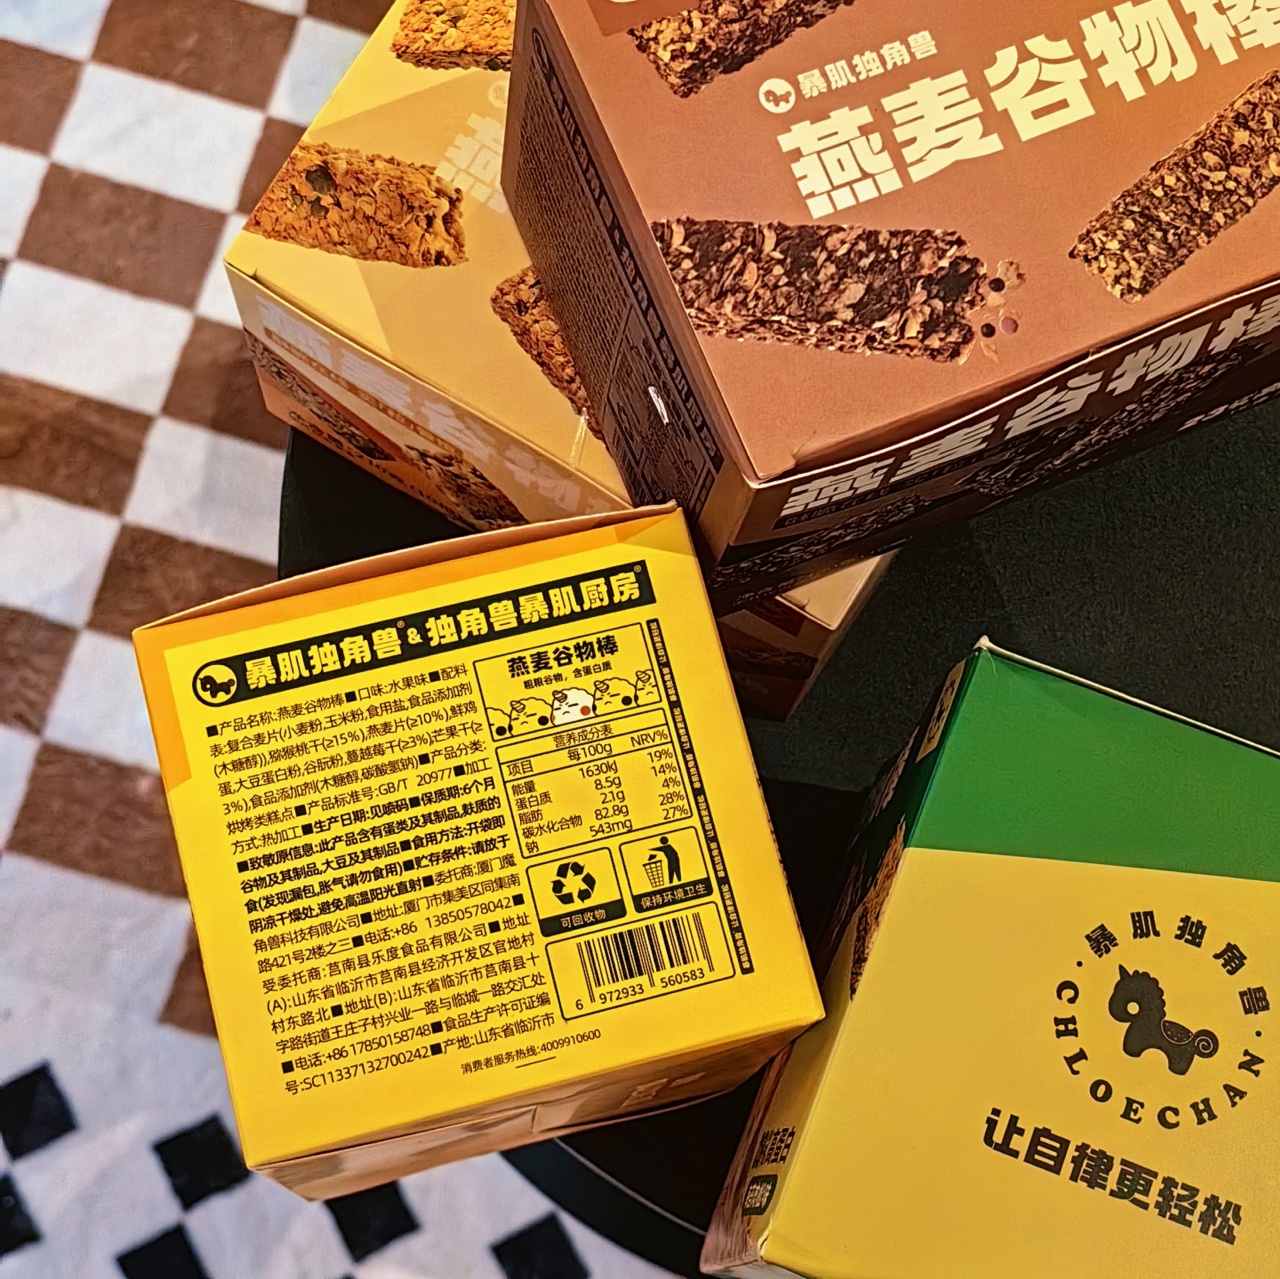 暴肌独角兽
燕麦谷物棒
燕麦谷物棒
暴肌独角兽®&独角兽暴肌厨房®
■产品名称:燕麦谷物棒■口味:水果味■配料
表:复合麦片(小麦粉,玉米粉,食用盐,食品添加剂
(木糖醇)),猕猴桃干(≥15%),燕麦片(≥10%),鲜鸡
蛋,大豆蛋白粉,谷朊粉,蔓越莓干(≥3%),芒果干(≥
3%),食品添加剂(木糖醇,碳酸氢钠)■产品分类:
烘烤类糕点■产品标准号:GB/T 20977■加工
方式:热加工■生产日期:见喷码■保质期:6个月
■致敏原信息:此产品含有蛋类及其制品,麸质的
谷物及其制品,大豆及其制品■食用方法:开袋即
食(发现漏包,胀气请勿食用)■贮存条件:请放于
阴凉干燥处,避免高温阳光直射■委托商:厦门魔
角兽科技有限公司■地址:厦门市集美区同集南
路421号2楼之三■电话:+86 13850578042■
受委托商:莒南县乐度食品有限公司■地址
(A):山东省临沂市莒南县经济开发区官地村
村东路北■地址(B):山东省临沂市莒南县十
字路街道王庄子村兴业一路与临城一路交汇处
■电话:+8617850158748■食品生产许可证编
号:SC11337132700242■产地:山东省临沂市
消费者服务热线:4009910600
燕麦谷物棒
粗粮谷物，含蛋白质
营养成分表
项目 每100g NRV%
能量 1630kJ 19%
蛋白质 8.5g 14%
脂肪 2.1g 4%
碳水化合物 82.8g 28%
钠 543mg 27%
可回收物
保持环境卫生
6 972933 560583
暴肌独角兽
·CHLOECHAN·
让自律更轻松